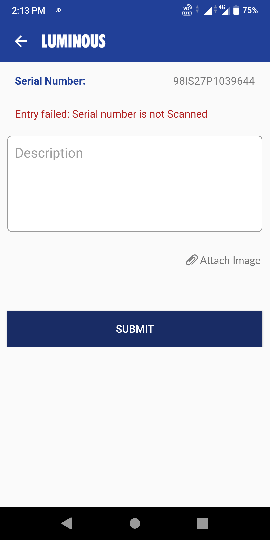 2:13 PM
4G
75%
LUMINOUS
Serial Number: 98IS27P1039644
Entry failed: Serial number is not Scanned
Description
Attach Image
SUBMIT